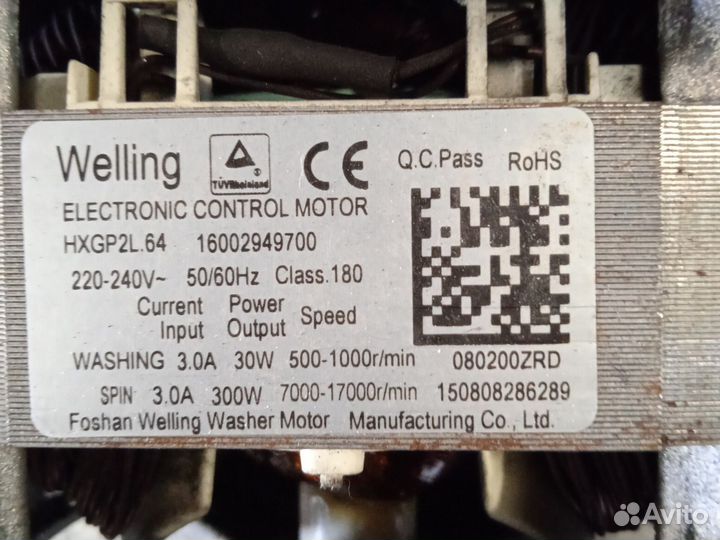 Welling
TÜVRheinland
CE
Q.C.Pass RoHS
ELECTRONIC CONTROL MOTOR
HXGP2L.64 16002949700
220-240V~ 50/60Hz Class.180
Current Power Speed
Input Output
WASHING 3.0A 30W 500-1000r/min 080200ZRD
SPIN 3.0A 300W 7000-17000r/min 150808286289
Foshan Welling Washer Motor Manufacturing Co., Ltd.
Avito